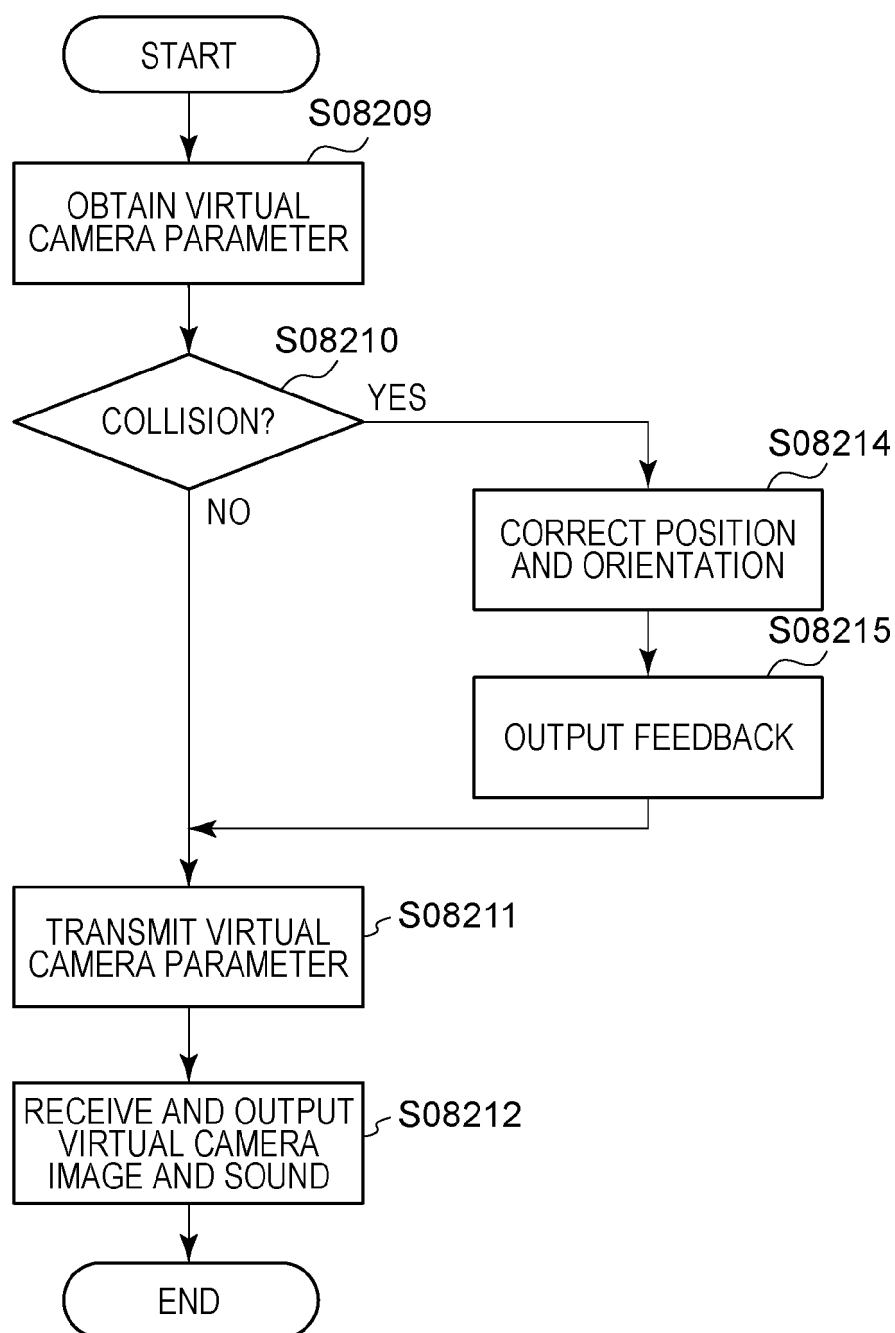 START
S08209
OBTAIN VIRTUAL
CAMERA PARAMETER
S08210
COLLISION?
YES
NO
S08214
CORRECT POSITION
AND ORIENTATION
S08215
OUTPUT FEEDBACK
S08211
TRANSMIT VIRTUAL
CAMERA PARAMETER
S08212
RECEIVE AND OUTPUT
VIRTUAL CAMERA
IMAGE AND SOUND
END